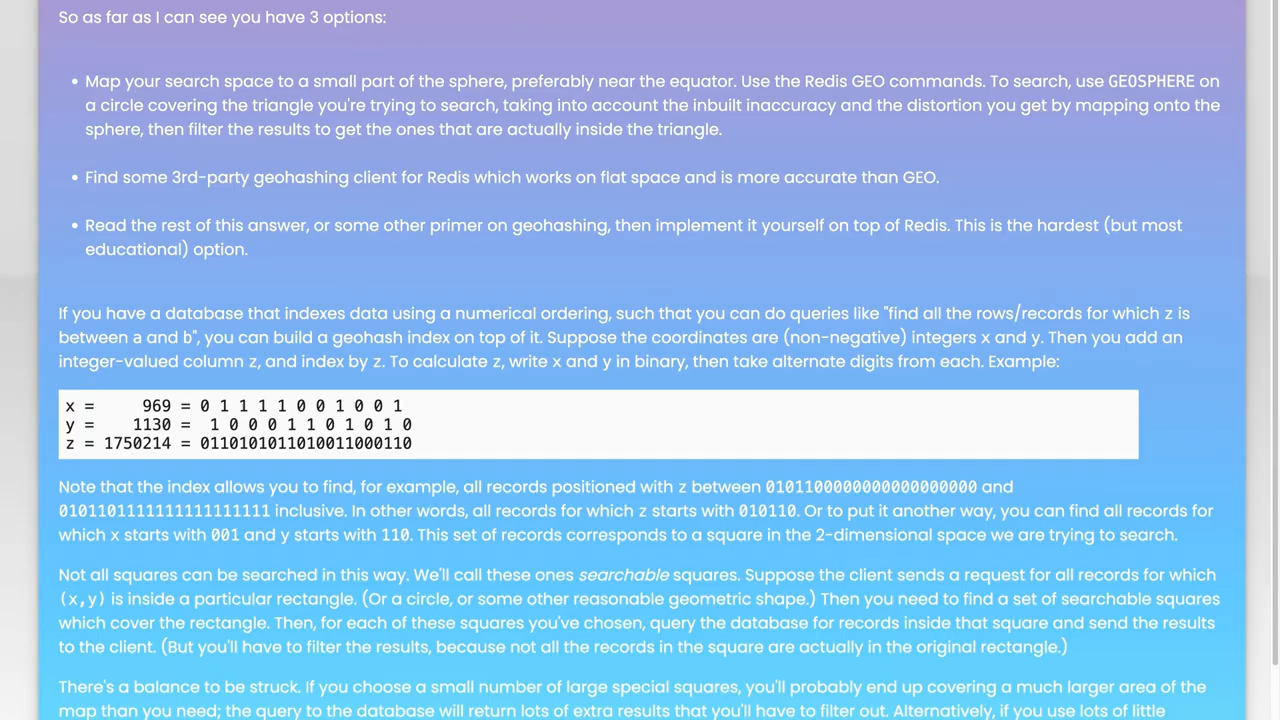 So as far as I can see you have 3 options:
• Map your search space to a small part of the sphere, preferably near the equator. Use the Redis GEO commands. To search, use GEOSPHERE on
a circle covering the triangle you're trying to search, taking into account the inbuilt inaccuracy and the distortion you get by mapping onto the
sphere, then filter the results to get the ones that are actually inside the triangle.
• Find some 3rd-party geohashing client for Redis which works on flat space and is more accurate than GEO.
• Read the rest of this answer, or some other primer on geohashing, then implement it yourself on top of Redis. This is the hardest (but most
educational) option.
If you have a database that indexes data using a numerical ordering, such that you can do queries like "find all the rows/records for which z is
between a and b", you can build a geohash index on top of it. Suppose the coordinates are (non-negative) integers x and y. Then you add an
integer-valued column z, and index by z. To calculate z, write x and y in binary, then take alternate digits from each. Example:
x =     969 = 0 1 1 1 1 0 0 1 0 0 1
y =    1130 =  1 0 0 0 1 1 0 1 0 1 0
z = 1750214 = 0110101011010011000110
Note that the index allows you to find, for example, all records positioned with z between 0101100000000000000000 and
0101101111111111111111 inclusive. In other words, all records for which z starts with 010110. Or to put it another way, you can find all records for
which x starts with 001 and y starts with 110. This set of records corresponds to a square in the 2-dimensional space we are trying to search.
Not all squares can be searched in this way. We'll call these ones searchable squares. Suppose the client sends a request for all records for which
(x,y) is inside a particular rectangle. (Or a circle, or some other reasonable geometric shape.) Then you need to find a set of searchable squares
which cover the rectangle. Then, for each of these squares you've chosen, query the database for records inside that square and send the results
to the client. (But you'll have to filter the results, because not all the records in the square are actually in the original rectangle.)
There's a balance to be struck. If you choose a small number of large special squares, you'll probably end up covering a much larger area of the
map than you need; the query to the database will return lots of extra results that you'll have to filter out. Alternatively, if you use lots of little